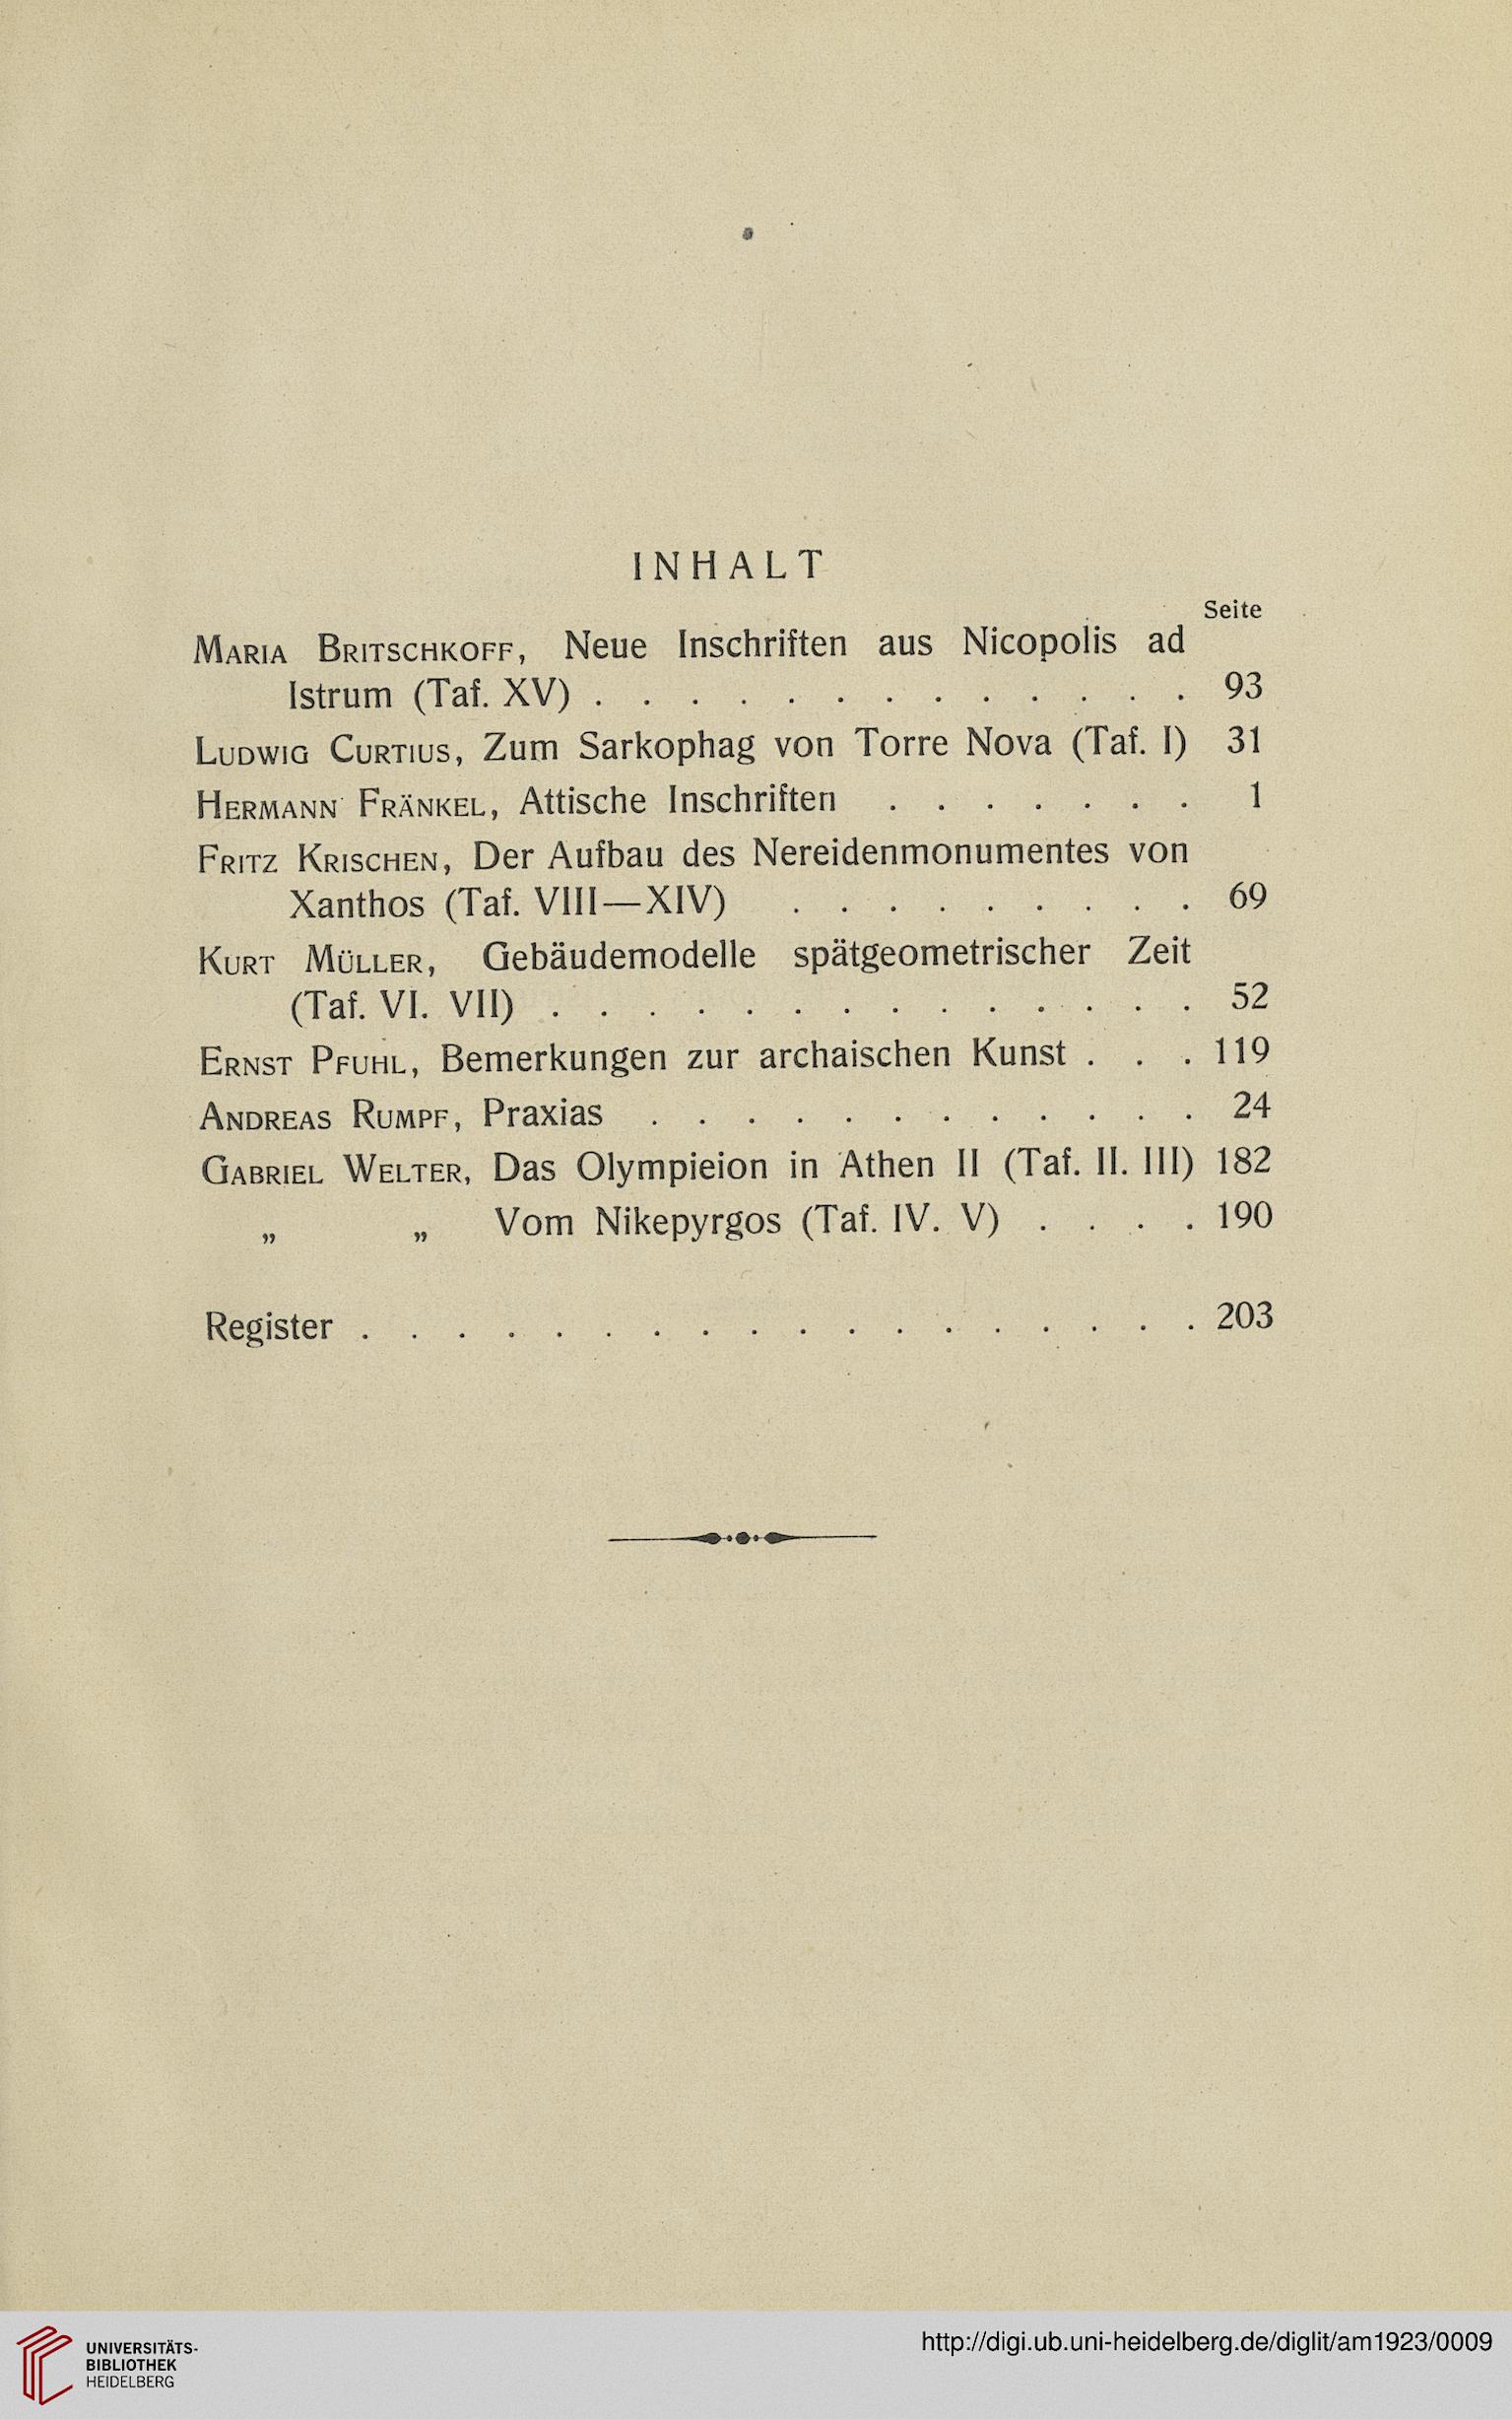 INHALT
Seite
Maria Britschkoff, Neue Inschriften aus Nicopolis ad
Istrum (Taf. XV) . . . . . . . . . . . . . 93
Ludwig Curtius, Zum Sarkophag von Torre Nova (Taf. I) 31
Hermann Fränkel, Attische Inschriften . . . . . . . 1
Fritz Krischen, Der Aufbau des Nereidenmonumentes von
Xanthos (Taf. VIII—XIV) . . . . . . . . . 69
Kurt Müller, Gebäudemodelle spätgeometrischer Zeit
(Taf. VI. VII) . . . . . . . . . . . . . . 52
Ernst Pfuhl, Bemerkungen zur archaischen Kunst . . . 119
Andreas Rumpf, Praxias . . . . . . . . . . . . 24
Gabriel Welter, Das Olympieion in Athen II (Taf. II. III) 182
„ „ Vom Nikepyrgos (Taf. IV. V) . . . . 190
Register . . . . . . . . . . . . . . . . . . 203
UNIVERSITÄTS-
BIBLIOTHEK
HEIDELBERG
http://digi.ub.uni-heidelberg.de/diglit/am1923/0009